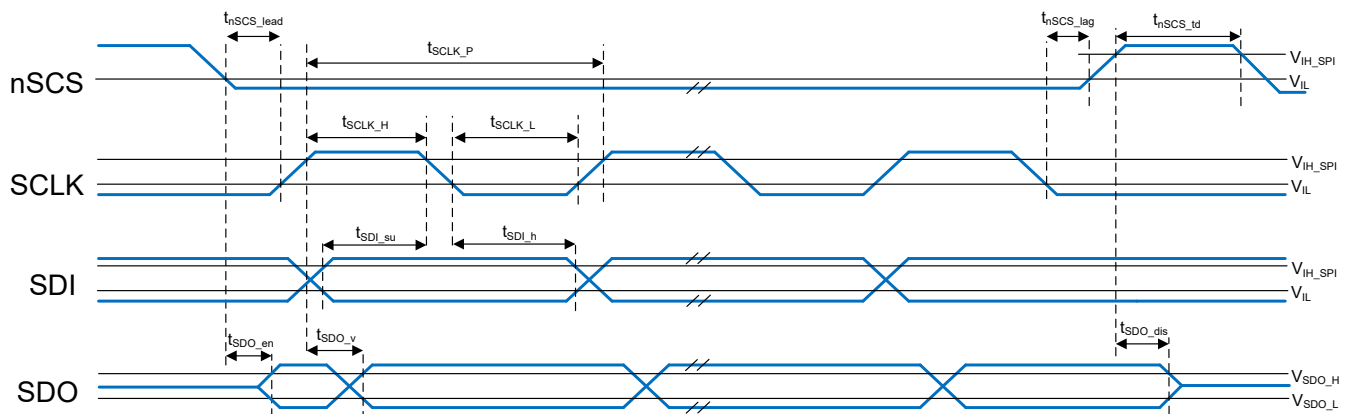 tnSCS_lead
tnSCS_lag
tnSCS_td
tSCLK_P
nSCS
VIH_SPI
VIL
tSCLK_H
tSCLK_L
SCLK
VIH_SPI
VIL
tSDI_su
tSDI_h
SDI
VIH_SPI
VIL
tSDO_en
tSDO_v
tSDO_dis
SDO
VSDO_H
VSDO_L